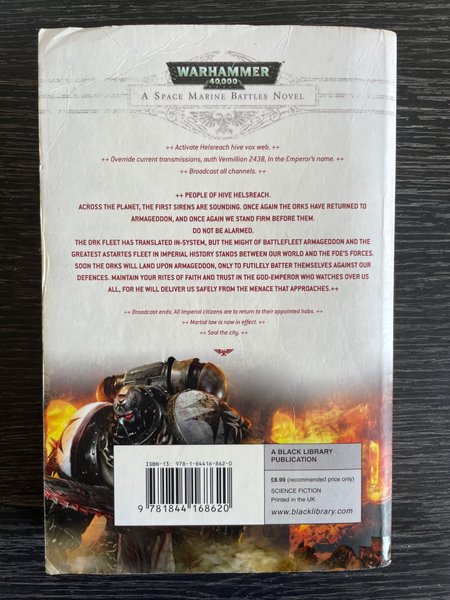 WARHAMMER
40,000
A SPACE MARINE BATTLES NOVEL
++ Activate Helsreach hive vox web. ++
++ Override current transmissions, auth Vermillion 2438, In the Emperor's name. ++
++ Broadcast all channels. ++
++ PEOPLE OF HIVE HELSREACH.
ACROSS THE PLANET, THE FIRST SIRENS ARE SOUNDING. ONCE AGAIN THE ORKS HAVE RETURNED TO
ARMAGEDDON, AND ONCE AGAIN WE STAND FIRM BEFORE THEM.
DO NOT BE ALARMED.
THE ORK FLEET HAS TRANSLATED IN-SYSTEM, BUT THE MIGHT OF BATTLEFLEET ARMAGEDDON AND THE
GREATEST ASTARTES FLEET IN IMPERIAL HISTORY STANDS BETWEEN OUR WORLD AND THE FOE'S FORCES.
SOON THE ORKS WILL LAND UPON ARMAGEDDON, ONLY TO FUTILELY BATTER THEMSELVES AGAINST OUR
DEFENCES. MAINTAIN YOUR RITES OF FAITH AND TRUST IN THE GOD-EMPEROR WHO WATCHES OVER US
ALL, FOR HE WILL DELIVER US SAFELY FROM THE MENACE THAT APPROACHES.++
++ Broadcast ends. All Imperial citizens are to return to their appointed habs. ++
++ Martial law is now in effect. ++
++ Seal the city. ++
ISBN-13: 978-1-84416-862-0
9 781844 168620
A BLACK LIBRARY
PUBLICATION
£8.99 (recommended price only)
SCIENCE FICTION
Printed in the UK
www.blacklibrary.com